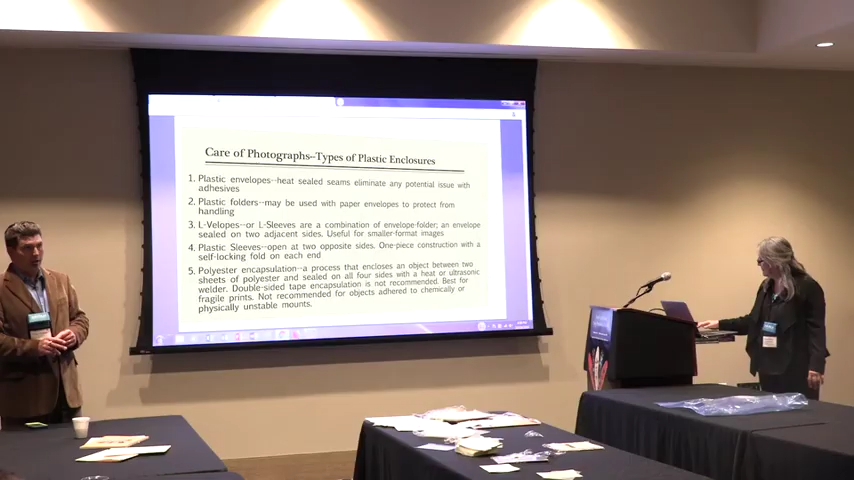 Care of Photographs--Types of Plastic Enclosures
1. Plastic envelopes--heat sealed seams eliminate any potential issue with
adhesives
2. Plastic folders--may be used with paper envelopes to protect from
handling
3. L-Velopes--or L-Sleeves are a combination of envelope-folder; an envelope
sealed on two adjacent sides. Useful for smaller-format images
4. Plastic Sleeves--open at two opposite sides. One-piece construction with a
self-locking fold on each end
5. Polyester encapsulation--a process that encloses an object between two
sheets of polyester and sealed on all four sides with a heat or ultrasonic
welder. Double-sided tape encapsulation is not recommended. Best for
fragile prints. Not recommended for objects adhered to chemically or
physically unstable mounts.